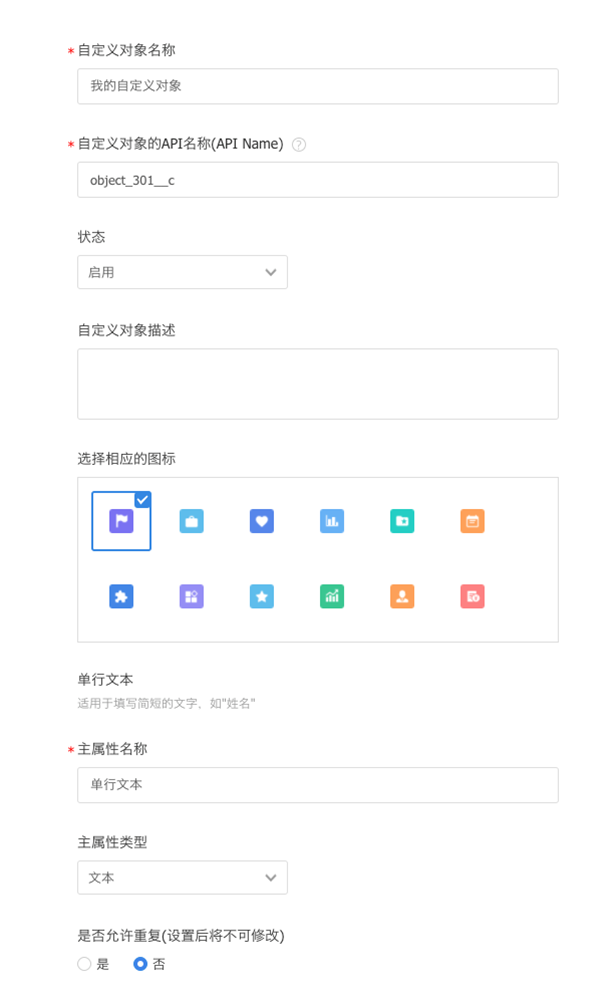 * 自定义对象名称
我的自定义对象
* 自定义对象的API名称(API Name) ?
object_301__c
状态
启用
自定义对象描述
选择相应的图标
单行文本
适用于填写简短的文字、如"姓名"
* 主属性名称
单行文本
主属性类型
文本
是否允许重复(设置后将不可修改)
是 否